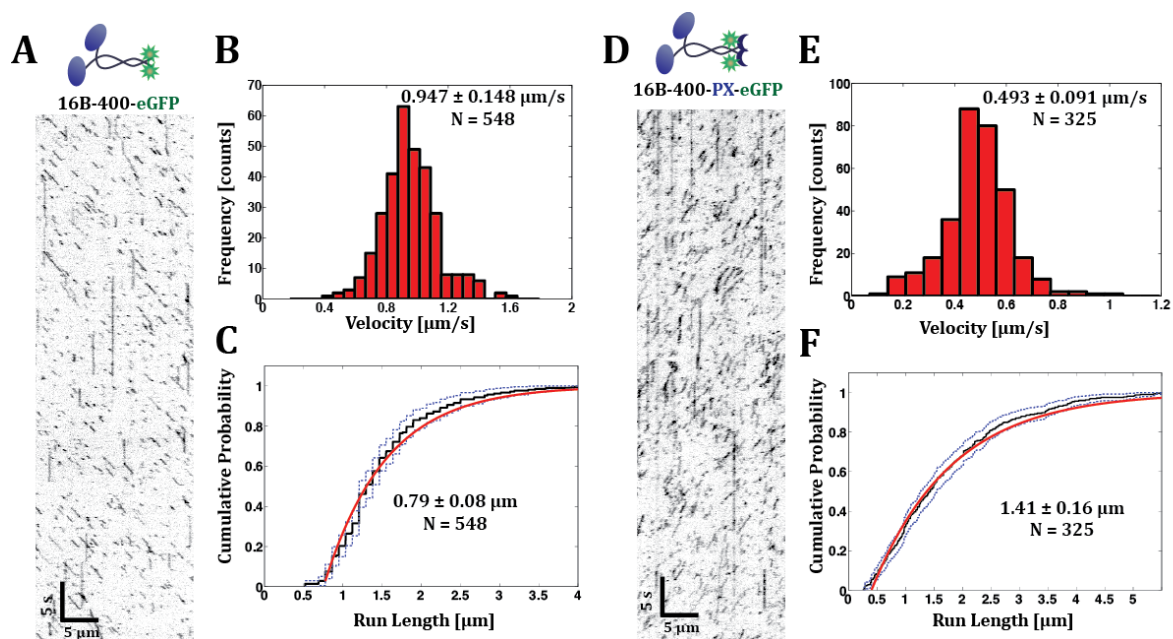 A
16B-400-eGFP
5 s
5 μm
B
0.947 ± 0.148 μm/s
N = 548
Frequency [counts]
70
60
50
40
30
20
10
0
0.4
0.8
1.2
1.6
2
Velocity [μm/s]
C
Cumulative Probability
1
0.8
0.6
0.4
0.2
0
0.79 ± 0.08 μm
N = 548
0
0.5
1
1.5
2
2.5
3
3.5
4
Run Length [μm]
D
16B-400-PX-eGFP
5 s
5 μm
E
0.493 ± 0.091 μm/s
N = 325
Frequency [counts]
100
80
60
40
20
0
0
0.2
0.4
0.6
0.8
1.0
1.2
Velocity [μm/s]
F
Cumulative Probability
1
0.8
0.6
0.4
0.2
0
1.41 ± 0.16 μm
N = 325
0
0.5
1
1.5
2
2.5
3
3.5
4
4.5
5
Run Length [μm]